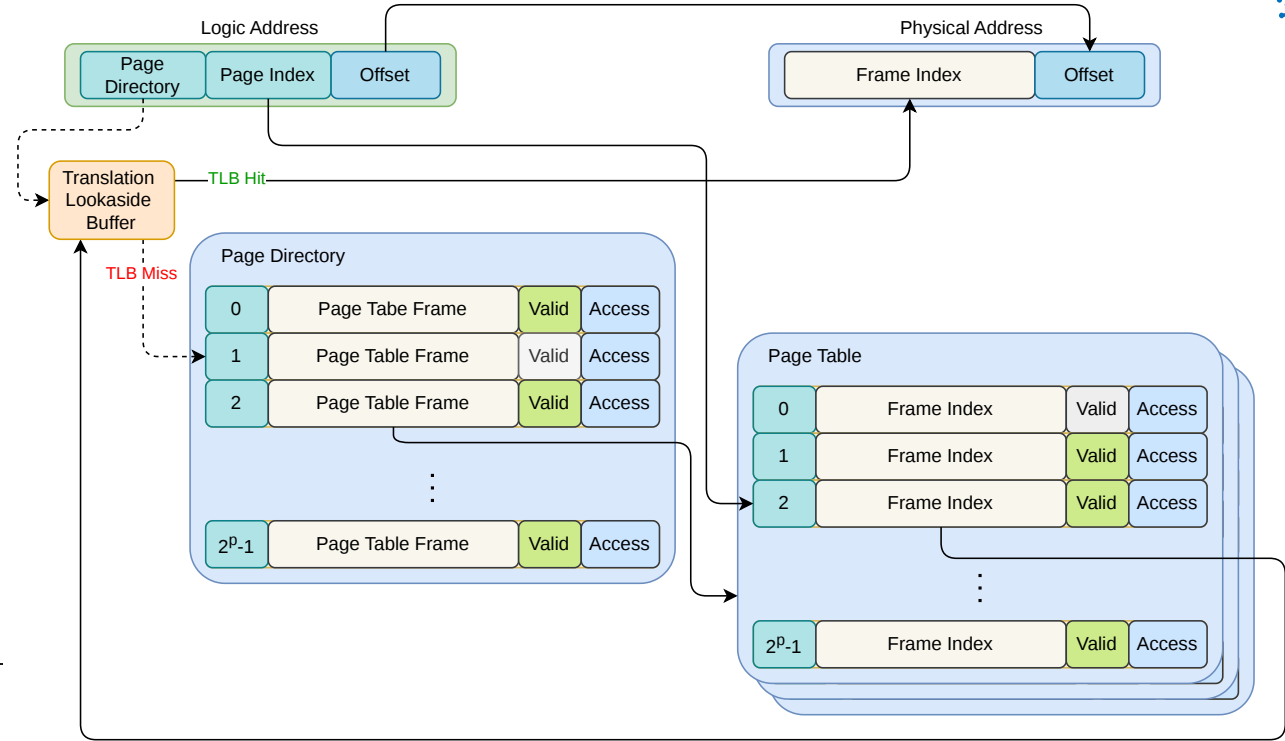 Logic Address
Physical Address
Page
Directory
Page Index
Offset
Frame Index
Offset
Translation
Lookaside
Buffer
TLB Hit
TLB Miss
Page Directory
0 Page Tabe Frame Valid Access
1 Page Table Frame Valid Access
2 Page Table Frame Valid Access
⋮
2ᵖ-1 Page Table Frame Valid Access
Page Table
0 Frame Index Valid Access
1 Frame Index Valid Access
2 Frame Index Valid Access
⋮
2ᵖ-1 Frame Index Valid Access